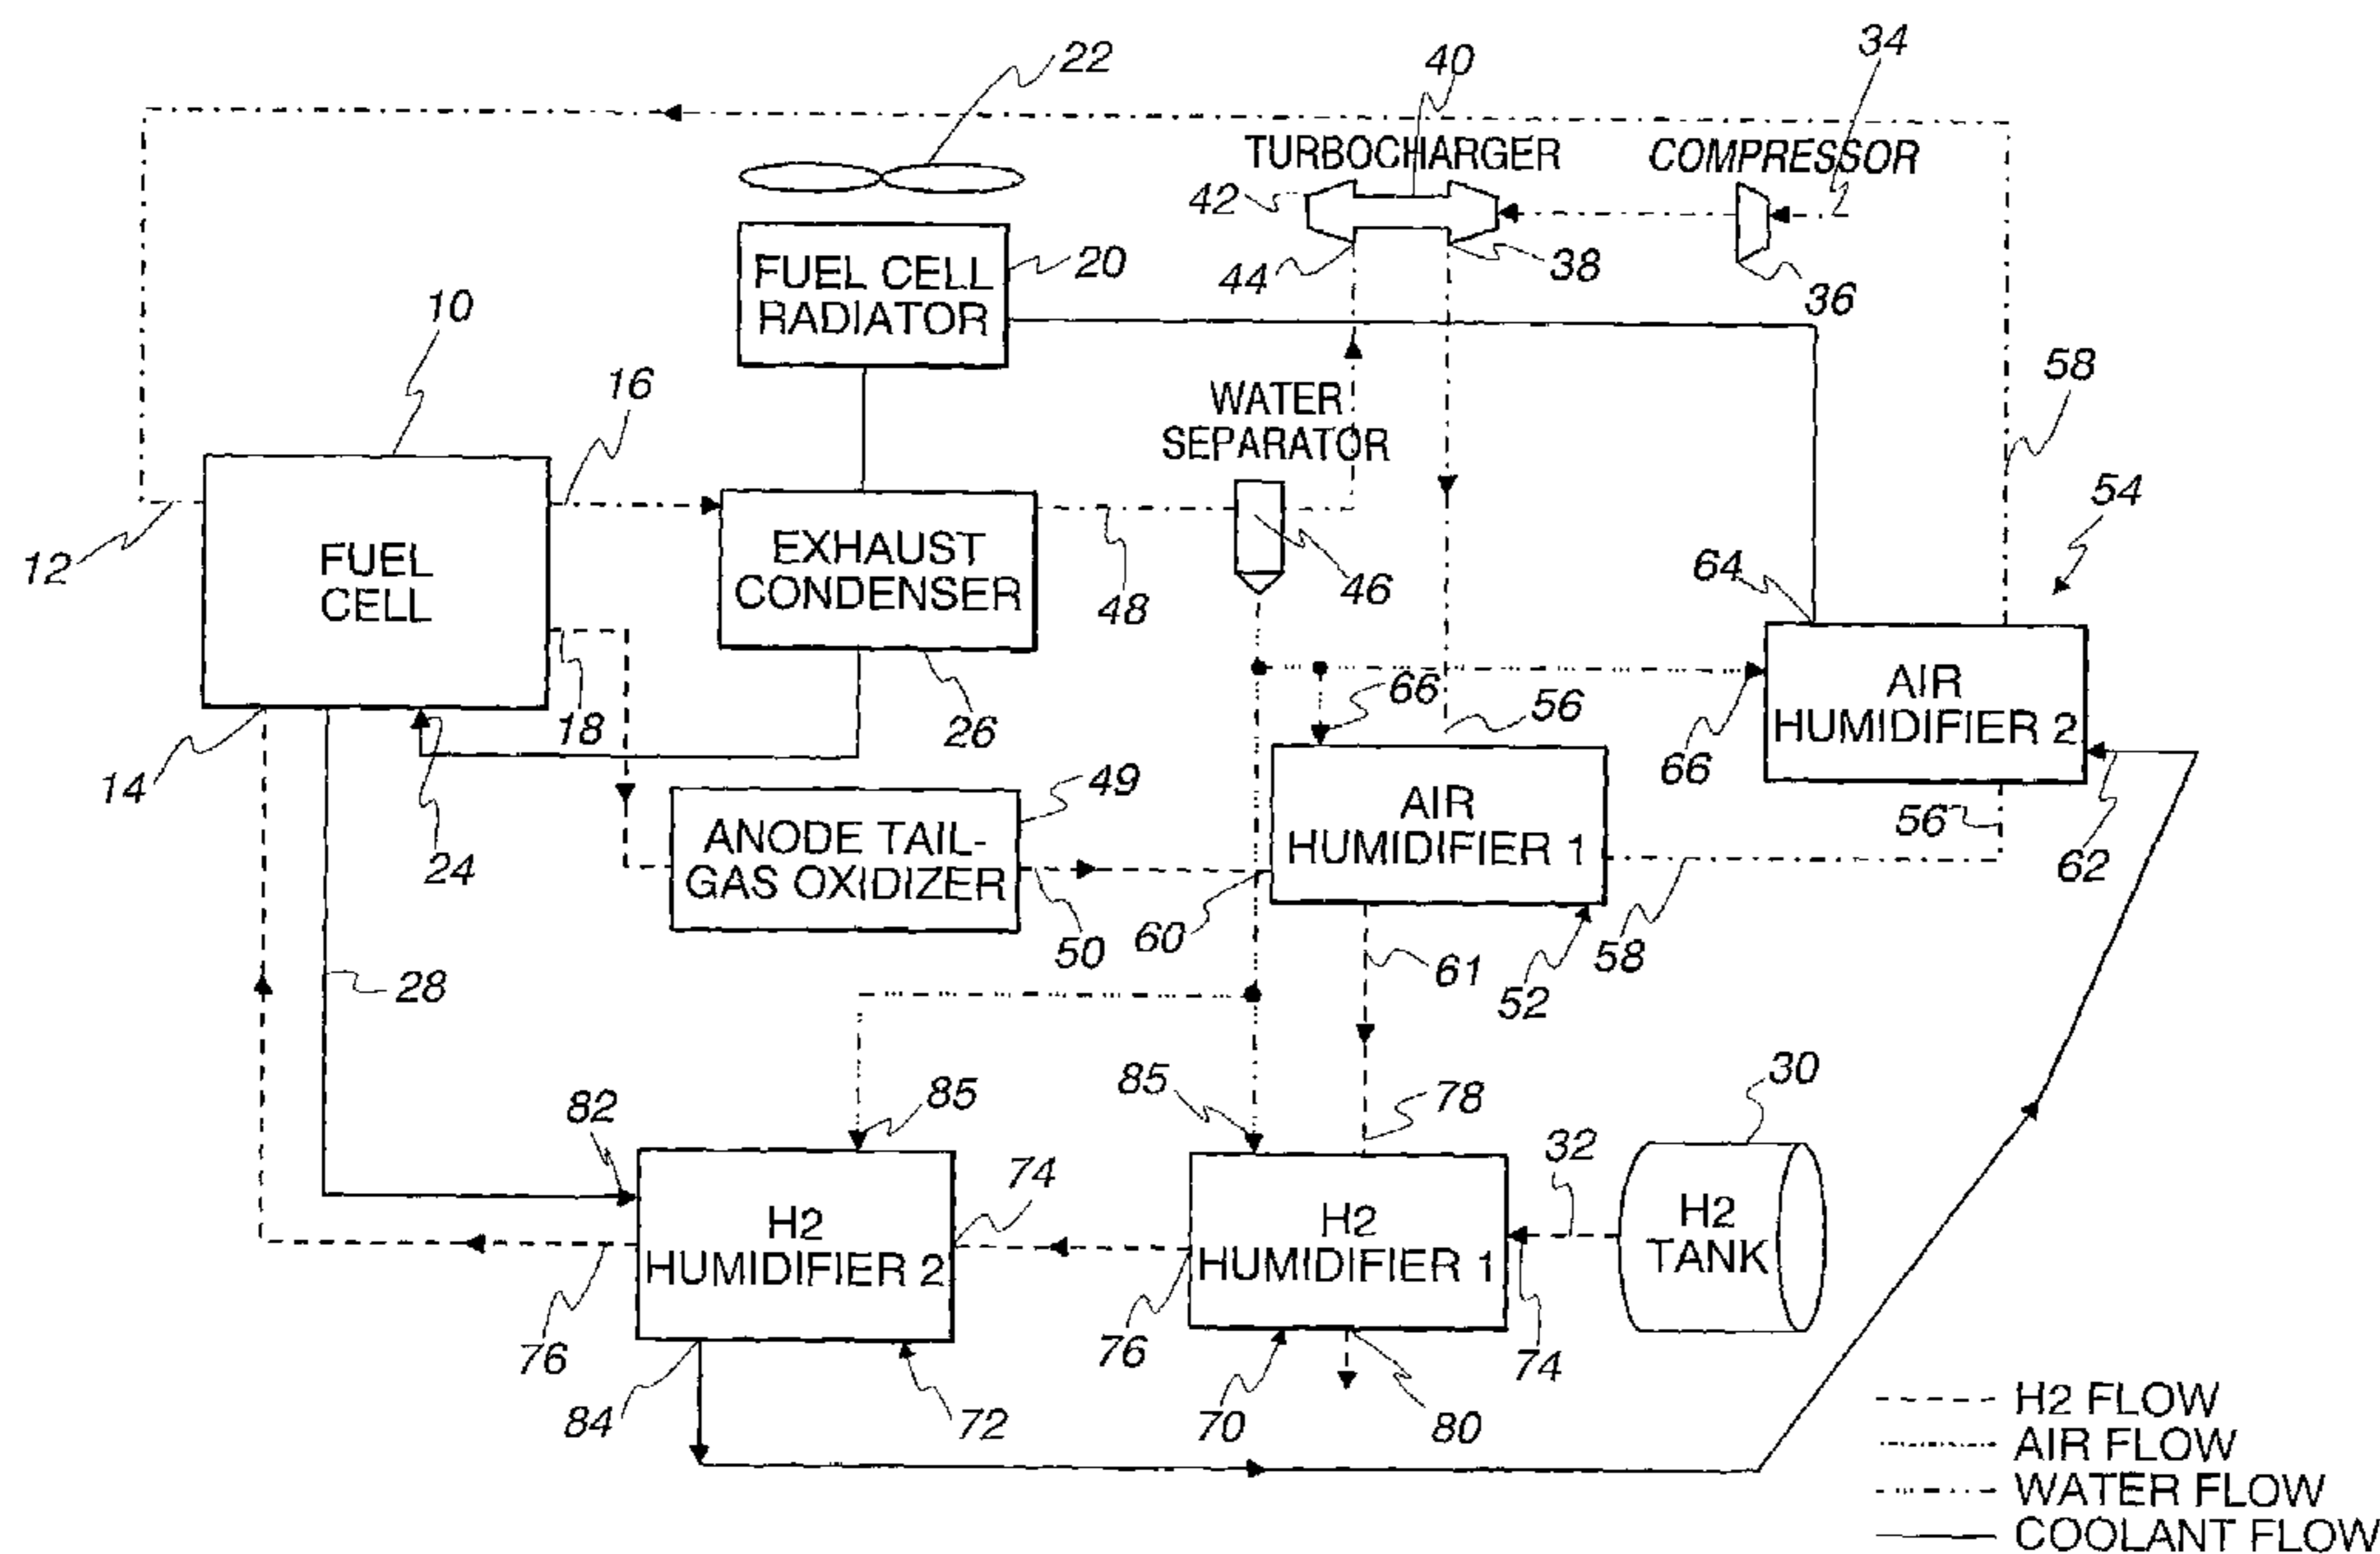 22
40
34
TURBOCHARGER
COMPRESSOR
42
44
38
36
FUEL CELL
RADIATOR
20
10
16
58
WATER
SEPARATOR
12
FUEL
CELL
EXHAUST
CONDENSER
48
46
64
54
14
18
26
66
56
66
AIR
HUMIDIFIER 2
24
49
ANODE TAIL-
GAS OXIDIZER
50
60
AIR
HUMIDIFIER 1
56
62
28
61
52
58
82
85
85
78
32
30
74
H2
HUMIDIFIER 2
H2
HUMIDIFIER 1
H2
TANK
76
76
74
84
72
70
80
H2 FLOW
AIR FLOW
WATER FLOW
COOLANT FLOW